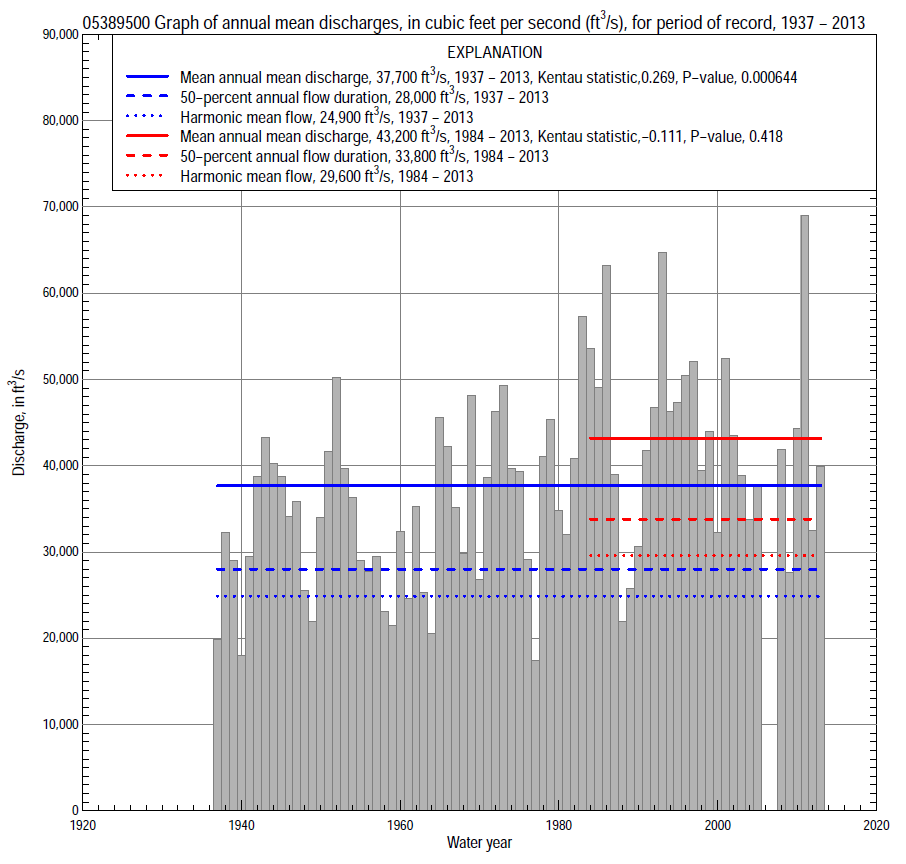 05389500 Graph of annual mean discharges, in cubic feet per second (ft³/s), for period of record, 1937 – 2013
EXPLANATION
Mean annual mean discharge, 37,700 ft³/s, 1937 – 2013, Kentau statistic,0.269, P–value, 0.000644
50–percent annual flow duration, 28,000 ft³/s, 1937 – 2013
Harmonic mean flow, 24,900 ft³/s, 1937 – 2013
Mean annual mean discharge, 43,200 ft³/s, 1984 – 2013, Kentau statistic,–0.111, P–value, 0.418
50–percent annual flow duration, 33,800 ft³/s, 1984 – 2013
Harmonic mean flow, 29,600 ft³/s, 1984 – 2013
90,000
80,000
70,000
60,000
50,000
40,000
30,000
20,000
10,000
0
Discharge, in ft³/s
1920 1940 1960 1980 2000 2020
Water year